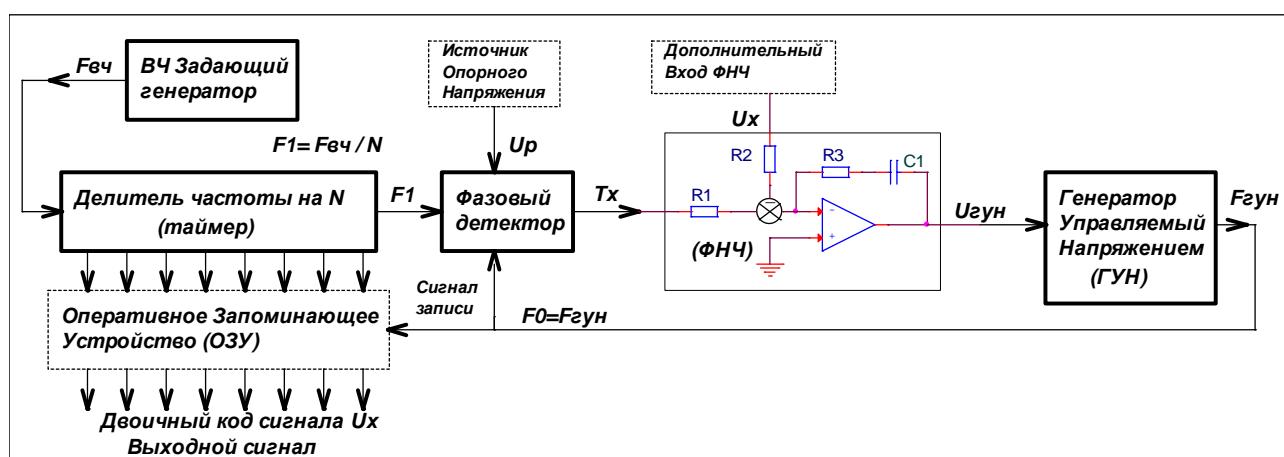 Fвч
ВЧ Задающий
генератор
Источник
Опорного
Напряжения
Дополнительный
Вход ФНЧ
F1= Fвч / N
Up
Ux
R2
R3
C1
Делитель частоты на N
(таймер)
F1
Фазовый
детектор
Tx
R1
(ФНЧ)
Uгун
Генератор
Управляемый
Напряжением
(ГУН)
Fгун
Сигнал
записи
F0=Fгун
Оперативное Запоминающее
Устройство (ОЗУ)
Двоичный код сигнала Ux
Выходной сигнал